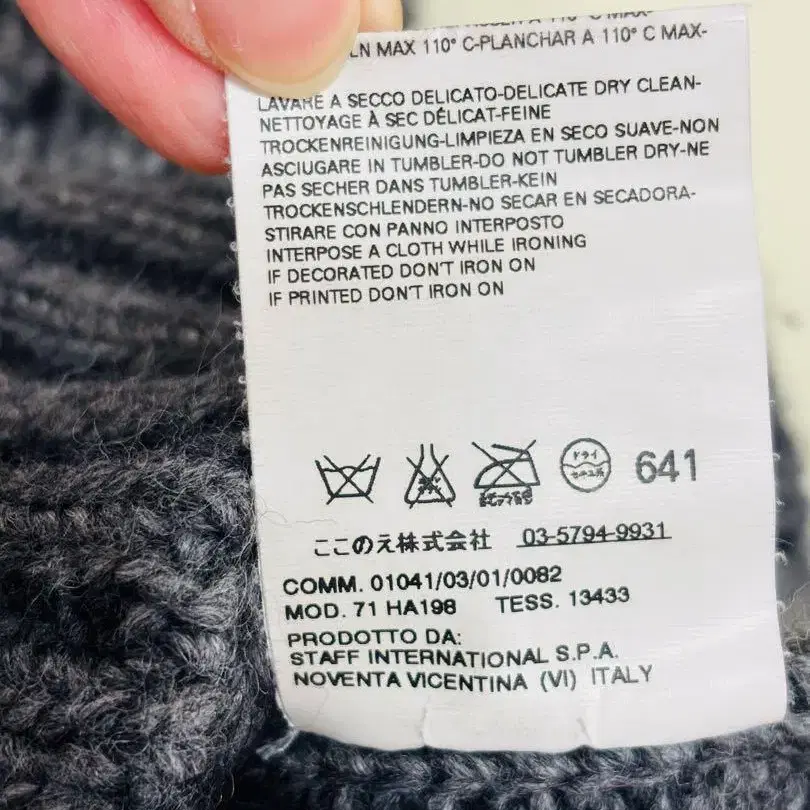 LN MAX 110° C-PLANCHAR A 110° C MAX-
LAVARE A SECCO DELICATO-DELICATE DRY CLEAN-
NETTOYAGE À SEC DÉLICAT-FEINE
TROCKENREINIGUNG-LIMPIEZA EN SECO SUAVE-NON
ASCIUGARE IN TUMBLER-DO NOT TUMBLER DRY-NE
PAS SECHER DANS TUMBLER-KEIN
TROCKENSCHLENDERN-NO SECAR EN SECADORA-
STIRARE CON PANNO INTERPOSTO
INTERPOSE A CLOTH WHILE IRONING
IF DECORATED DON'T IRON ON
IF PRINTED DON'T IRON ON
ドライ
641
ここのえ株式会社 03-5794-9931
COMM. 01041/03/01/0082
MOD. 71 HA198 TESS. 13433
PRODOTTO DA:
STAFF INTERNATIONAL S.P.A.
NOVENTA VICENTINA (VI) ITALY